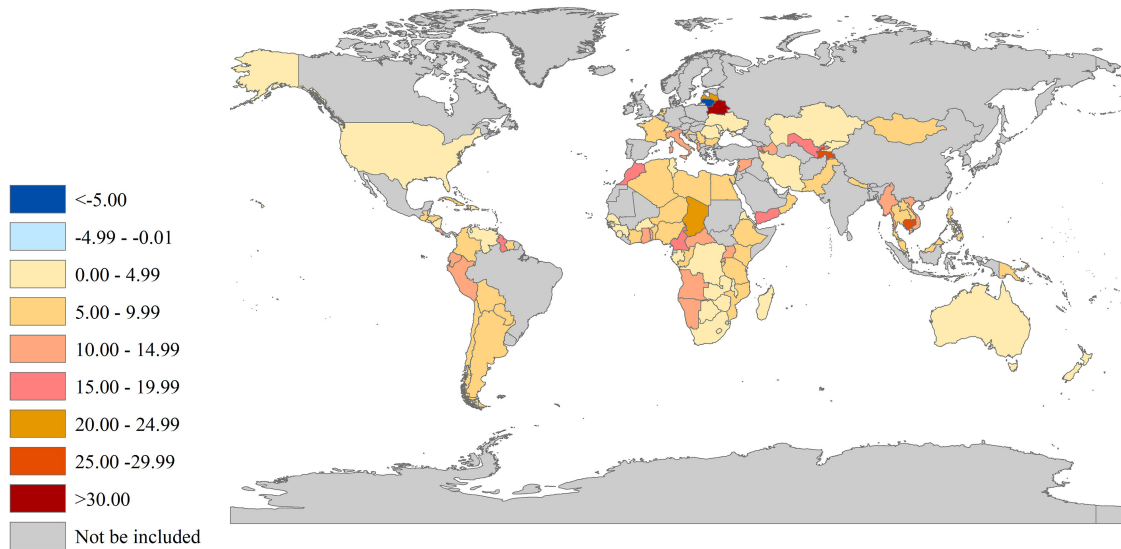 <-5.00
-4.99 - -0.01
0.00 - 4.99
5.00 - 9.99
10.00 - 14.99
15.00 - 19.99
20.00 - 24.99
25.00 -29.99
>30.00
Not be included